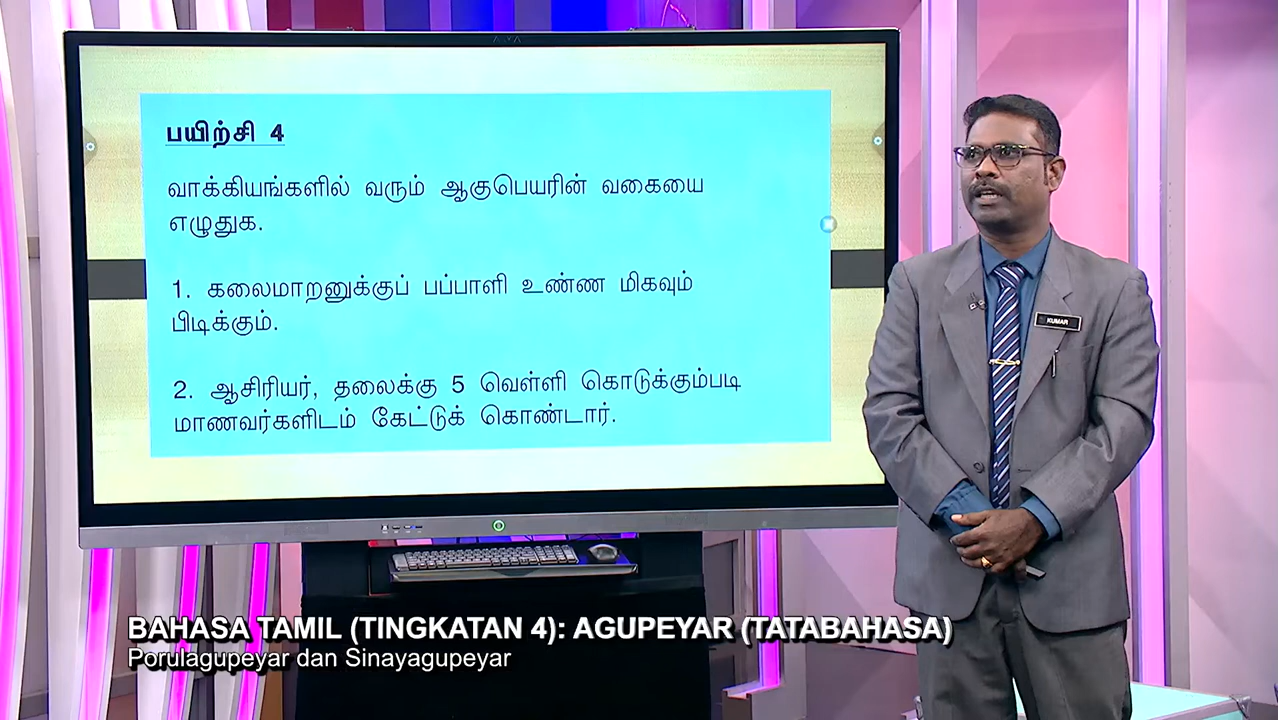 பயிற்சி 4
வாக்கியங்களில் வரும் ஆகுபெயரின் வகையை
எழுதுக.
1. கலைமாறனுக்குப் பப்பாளி உண்ண மிகவும்
பிடிக்கும்.
2. ஆசிரியர், தலைக்கு 5 வெள்ளி கொடுக்கும்படி
மாணவர்களிடம் கேட்டுக் கொண்டார்.
KUMAR
BAHASA TAMIL (TINGKATAN 4): AGUPEYAR (TATABAHASA)
Porulagupeyar dan Sinayagupeyar